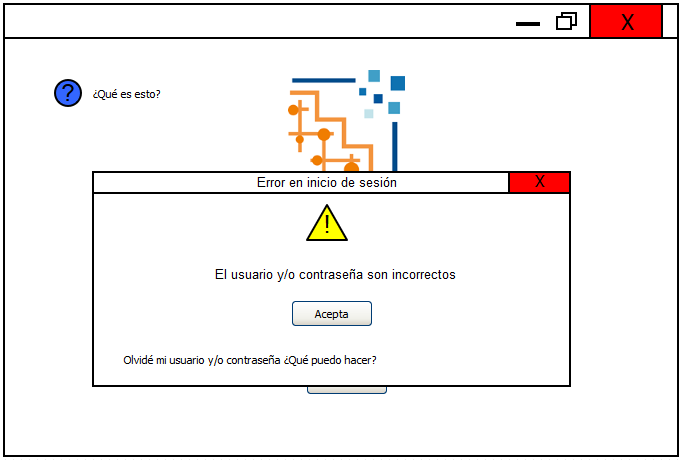 X
?
¿Qué es esto?
Error en inicio de sesión
X
!
El usuario y/o contraseña son incorrectos
Acepta
Olvidé mi usuario y/o contraseña ¿Qué puedo hacer?